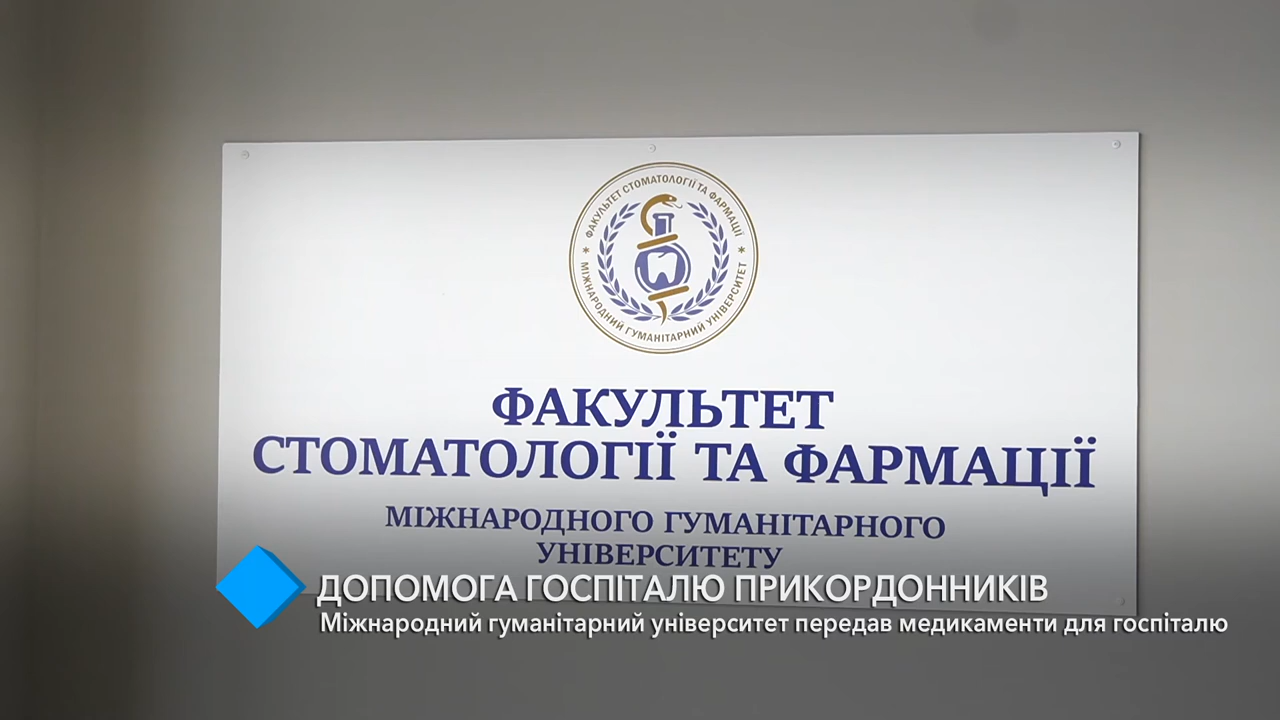 ФАКУЛЬТЕТ СТОМАТОЛОГІЇ ТА ФАРМАЦІЇ
МІЖНАРОДНИЙ ГУМАНІТАРНИЙ УНІВЕРСИТЕТ
ФАКУЛЬТЕТ
СТОМАТОЛОГІЇ ТА ФАРМАЦІЇ
МІЖНАРОДНОГО ГУМАНІТАРНОГО
УНІВЕРСИТЕТУ
ДОПОМОГА ГОСПІТАЛЮ ПРИКОРДОННИКІВ
Міжнародний гуманітарний університет передав медикаменти для госпіталю